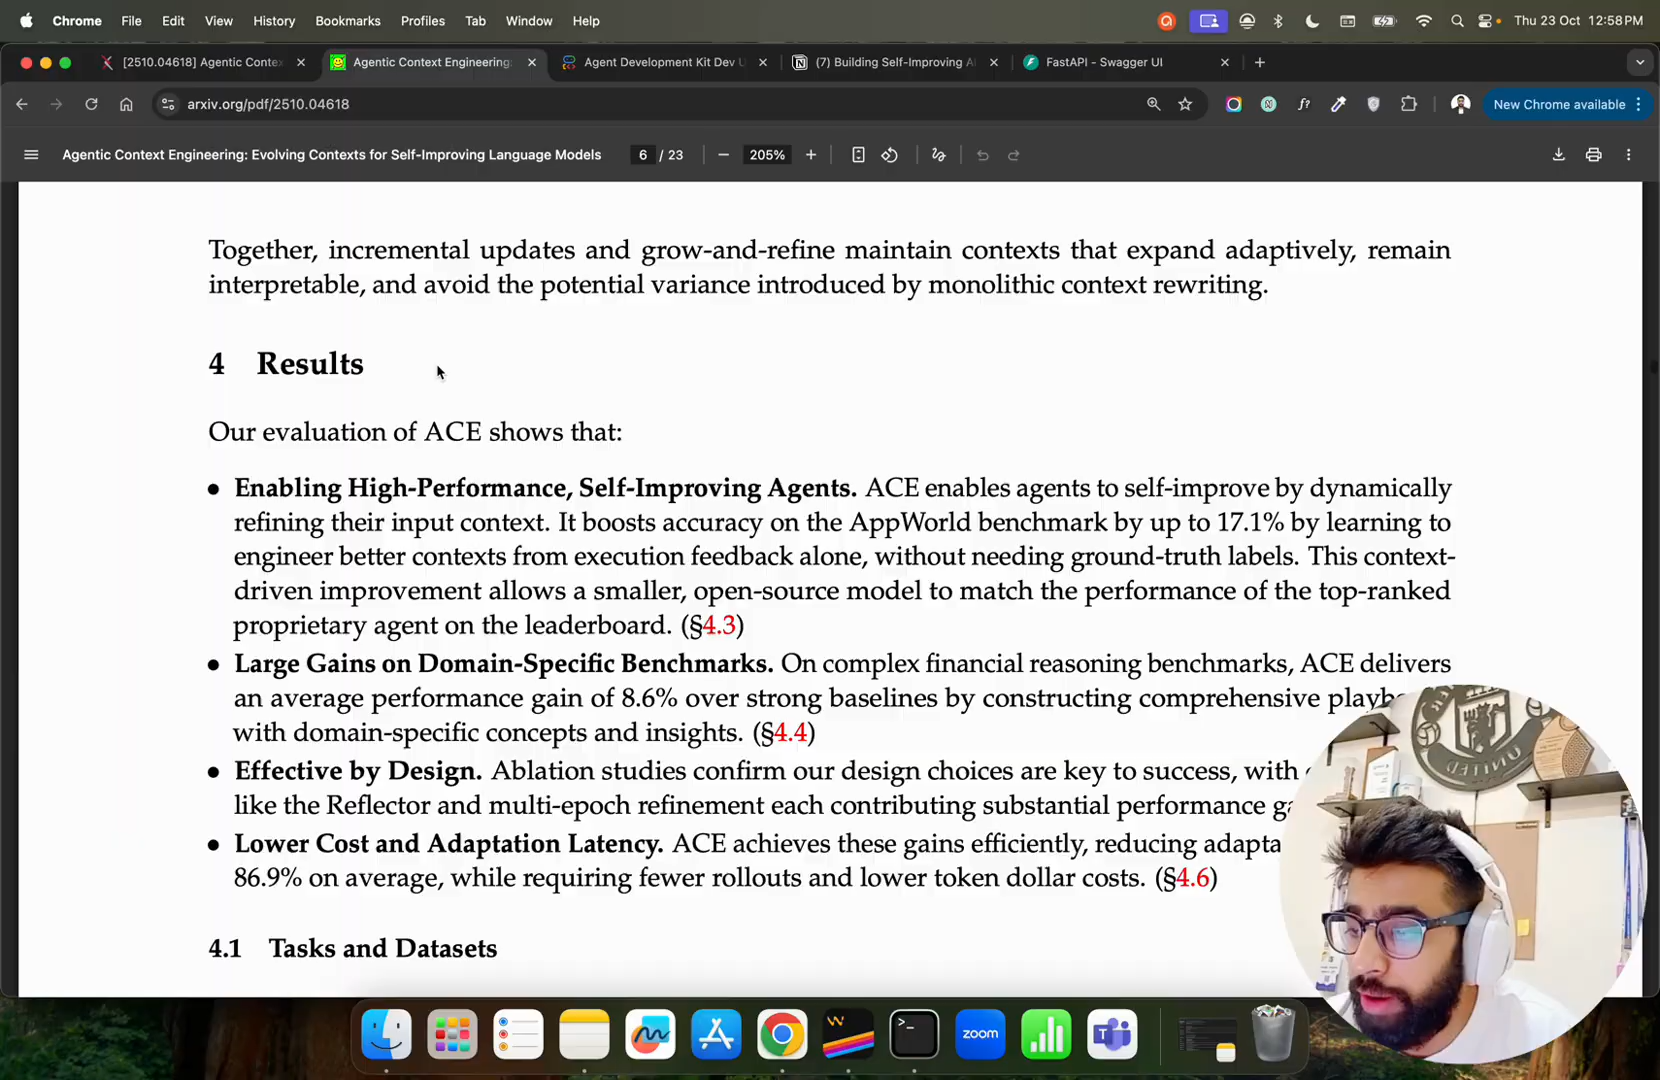 Chrome File Edit View History Bookmarks Profiles Tab Window Help Thu 23 Oct 12:58 PM
[2510.04618] Agentic Conte Agentic Context Engineering: Agent Development Kit Dev U (7) Building Self-Improving AI FastAPI - Swagger UI
arxiv.org/pdf/2510.04618 New Chrome available
Agentic Context Engineering: Evolving Contexts for Self-Improving Language Models 6 / 23 205%
Together, incremental updates and grow-and-refine maintain contexts that expand adaptively, remain
interpretable, and avoid the potential variance introduced by monolithic context rewriting.
4 Results
Our evaluation of ACE shows that:
• Enabling High-Performance, Self-Improving Agents. ACE enables agents to self-improve by dynamically
refining their input context. It boosts accuracy on the AppWorld benchmark by up to 17.1% by learning to
engineer better contexts from execution feedback alone, without needing ground-truth labels. This context-
driven improvement allows a smaller, open-source model to match the performance of the top-ranked
proprietary agent on the leaderboard. (§4.3)
• Large Gains on Domain-Specific Benchmarks. On complex financial reasoning benchmarks, ACE delivers
an average performance gain of 8.6% over strong baselines by constructing comprehensive playb
with domain-specific concepts and insights. (§4.4)
• Effective by Design. Ablation studies confirm our design choices are key to success, with
like the Reflector and multi-epoch refinement each contributing substantial performance ga
• Lower Cost and Adaptation Latency. ACE achieves these gains efficiently, reducing adapta
86.9% on average, while requiring fewer rollouts and lower token dollar costs. (§4.6)
4.1 Tasks and Datasets
UNITED
zoom